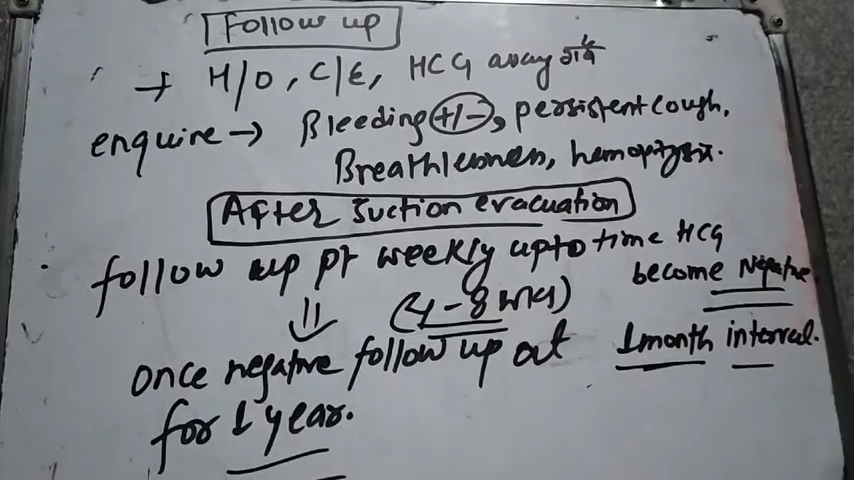 Follow up
→ H/O, C/E, HCG assay
enquire → Bleeding (+/-), persistent cough,
Breathlessness, hemoptysis.
After suction evacuation
follow up pt weekly upto time HCG
become Negative.
(4-8 wks)
once negative follow up at 1 month interval.
for 1 year.